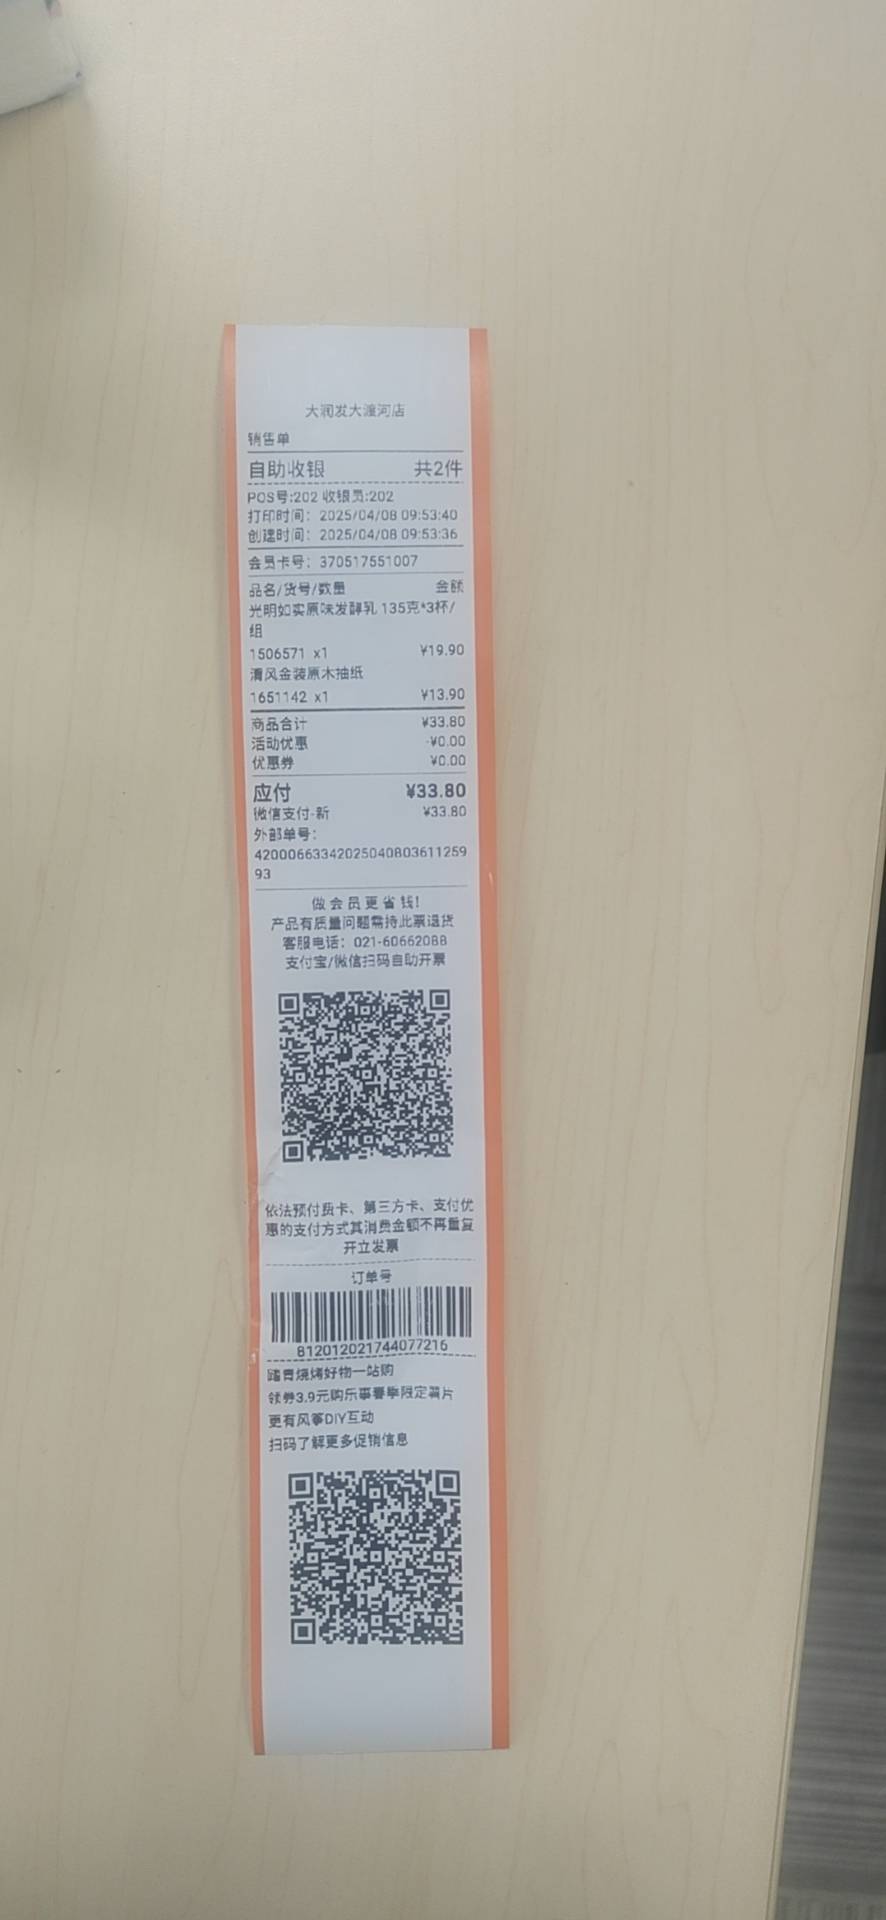 大润发大渡河店
销售单
自助收银 共2件
POS号:202 收银员:202
打印时间: 2025/04/08 09:53:40
创建时间: 2025/04/08 09:53:36
会员卡号: 370517551007
品名/货号/数量 金额
光明如实原味发酵乳 135克*3杯/
组
1506571 x1 ¥19.90
清风金装原木抽纸
1651142 x1 ¥13.90
商品合计 ¥33.80
活动优惠 -¥0.00
优惠券 ¥0.00
应付 ¥33.80
微信支付-新 ¥33.80
外部单号:
42000663342025040803611259
93
做会员更省钱!
产品有质量问题需持此票退货
客服电话: 021-60662088
支付宝/微信扫码自助开票
依法预付费卡、第三方卡、支付优
惠的支付方式其消费金额不再重复
开立发票
订单号
812012021744077216
踏青烧烤好物一站购
领券3.9元购乐事春季限定薯片
更有风筝DIY互动
扫码了解更多促销信息